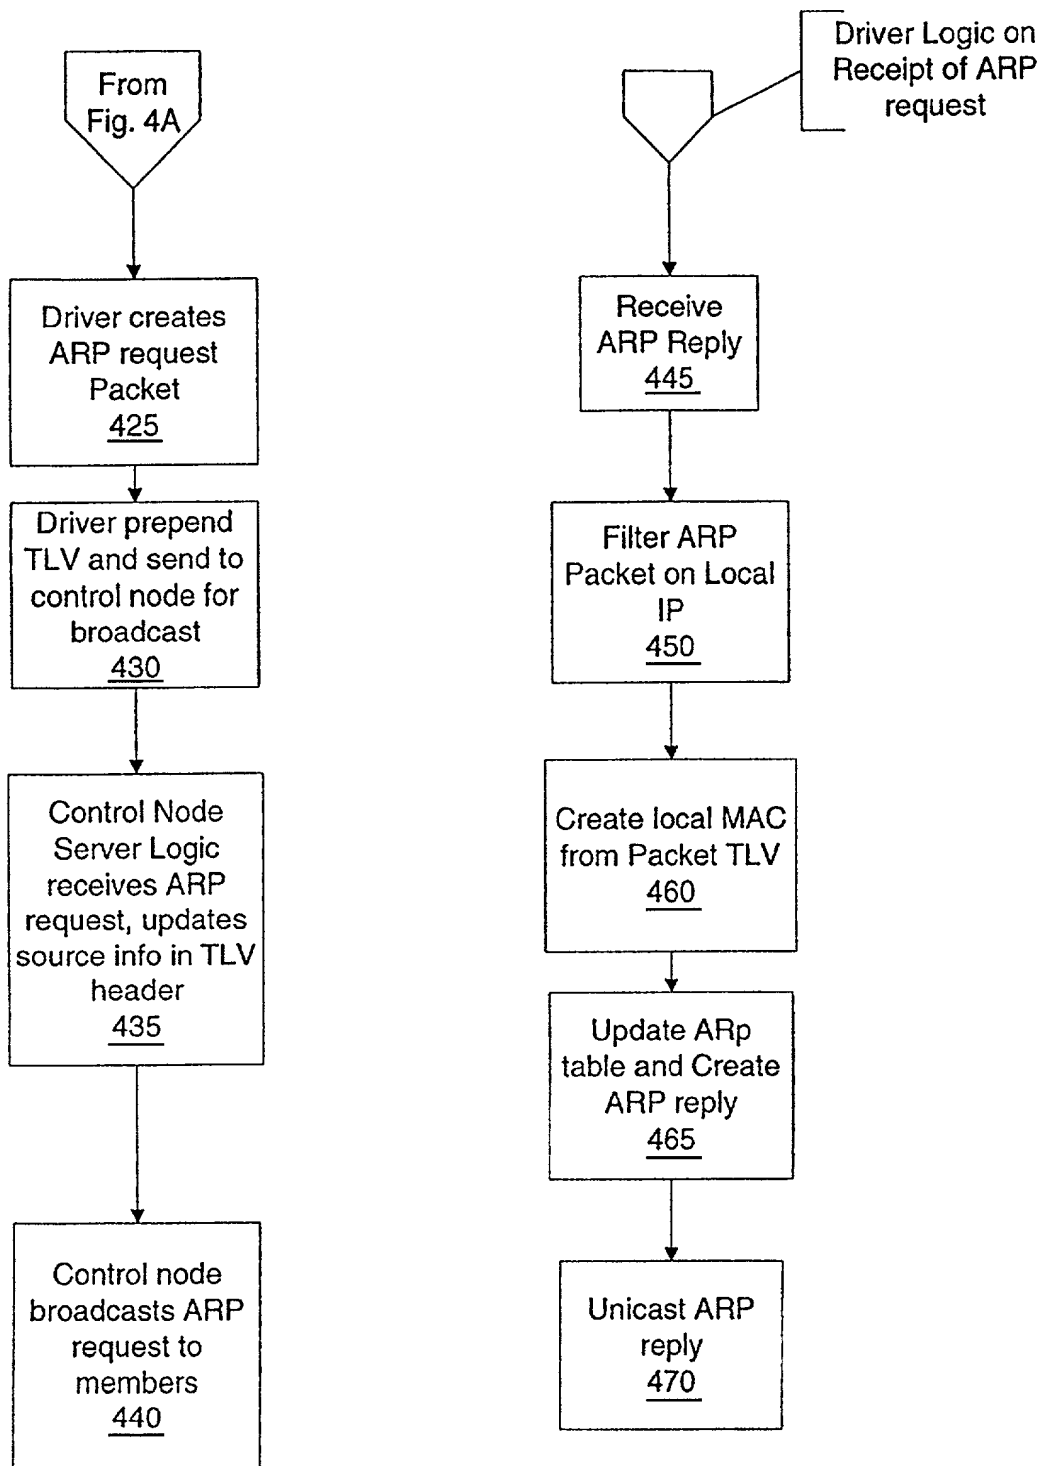 From
Fig. 4A
Driver creates
ARP request
Packet
425
Driver prepend
TLV and send to
control node for
broadcast
430
Control Node
Server Logic
receives ARP
request, updates
source info in TLV
header
435
Control node
broadcasts ARP
request to
members
440
Driver Logic on
Receipt of ARP
request
Receive
ARP Reply
445
Filter ARP
Packet on Local
IP
450
Create local MAC
from Packet TLV
460
Update ARp
table and Create
ARP reply
465
Unicast ARP
reply
470